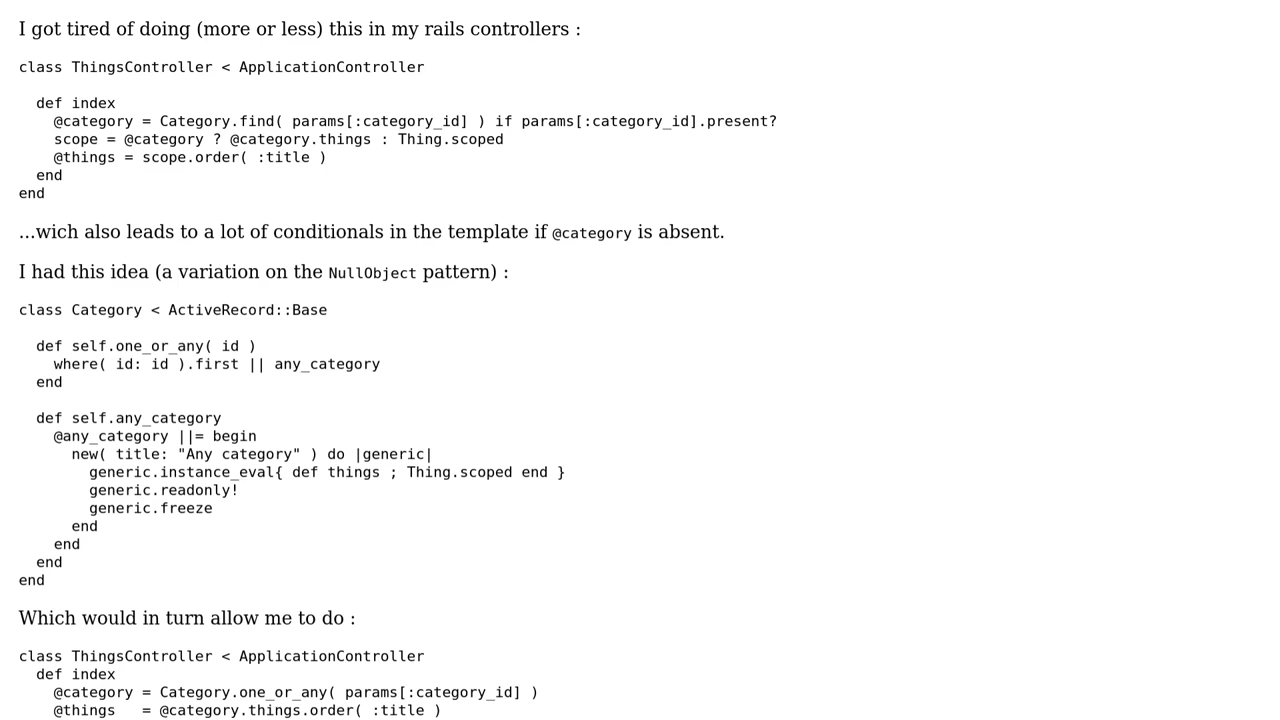 I got tired of doing (more or less) this in my rails controllers :
class ThingsController < ApplicationController
  def index
    @category = Category.find( params[:category_id] ) if params[:category_id].present?
    scope = @category ? @category.things : Thing.scoped
    @things = scope.order( :title )
  end
end
...wich also leads to a lot of conditionals in the template if @category is absent.
I had this idea (a variation on the NullObject pattern) :
class Category < ActiveRecord::Base
  def self.one_or_any( id )
    where( id: id ).first || any_category
  end
  def self.any_category
    @any_category ||= begin
      new( title: "Any category" ) do |generic|
        generic.instance_eval{ def things ; Thing.scoped end }
        generic.readonly!
        generic.freeze
      end
    end
  end
end
Which would in turn allow me to do :
class ThingsController < ApplicationController
  def index
    @category = Category.one_or_any( params[:category_id] )
    @things   = @category.things.order( :title )